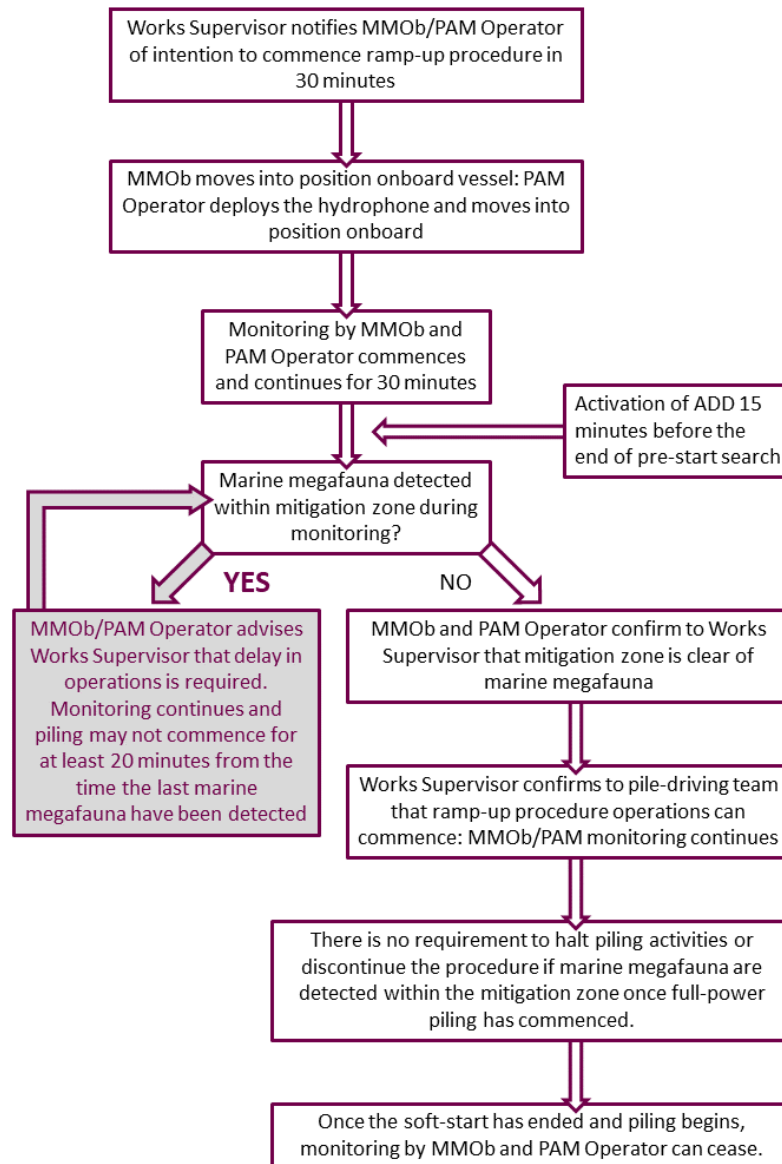 Works Supervisor notifies MMOb/PAM Operator
of intention to commence ramp-up procedure in
30 minutes
MMOb moves into position onboard vessel: PAM
Operator deploys the hydrophone and moves into
position onboard
Monitoring by MMOb and
PAM Operator commences
and continues for 30 minutes
Activation of ADD 15
minutes before the
end of pre-start search
Marine megafauna detected
within mitigation zone during
monitoring?
YES
NO
MMOb/PAM Operator advises
Works Supervisor that delay in
operations is required.
Monitoring continues and
piling may not commence for
at least 20 minutes from the
time the last marine
megafauna have been detected
MMOb and PAM Operator confirm to Works
Supervisor that mitigation zone is clear of
marine megafauna
Works Supervisor confirms to pile-driving team
that ramp-up procedure operations can
commence: MMOb/PAM monitoring continues
There is no requirement to halt piling activities or
discontinue the procedure if marine megafauna are
detected within the mitigation zone once full-power
piling has commenced.
Once the soft-start has ended and piling begins,
monitoring by MMOb and PAM Operator can cease.